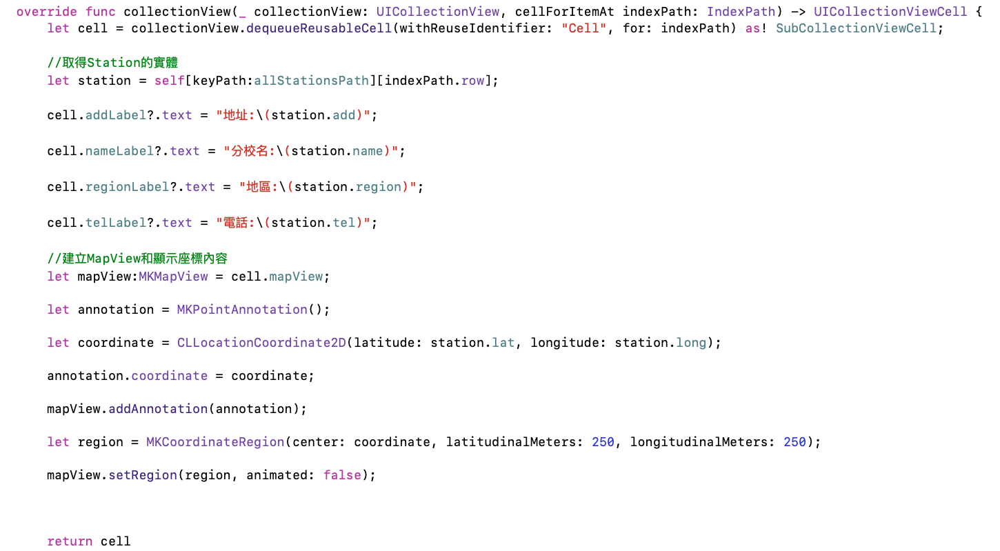 override func collectionView(_ collectionView: UICollectionView, cellForItemAt indexPath: IndexPath) -> UICollectionViewCell {
let cell = collectionView.dequeueReusableCell(withReuseIdentifier: "Cell", for: indexPath) as! SubCollectionViewCell;
//取得Station的實體
let station = self[keyPath:allStationsPath][indexPath.row];
cell.addLabel?.text = "地址:\(station.add)";
cell.nameLabel?.text = "分校名:\(station.name)";
cell.regionLabel?.text = "地區:\(station.region)";
cell.telLabel?.text = "電話:\(station.tel)";
//建立MapView和顯示座標內容
let mapView:MKMapView = cell.mapView;
let annotation = MKPointAnnotation();
let coordinate = CLLocationCoordinate2D(latitude: station.lat, longitude: station.long);
annotation.coordinate = coordinate;
mapView.addAnnotation(annotation);
let region = MKCoordinateRegion(center: coordinate, latitudinalMeters: 250, longitudinalMeters: 250);
mapView.setRegion(region, animated: false);
return cell